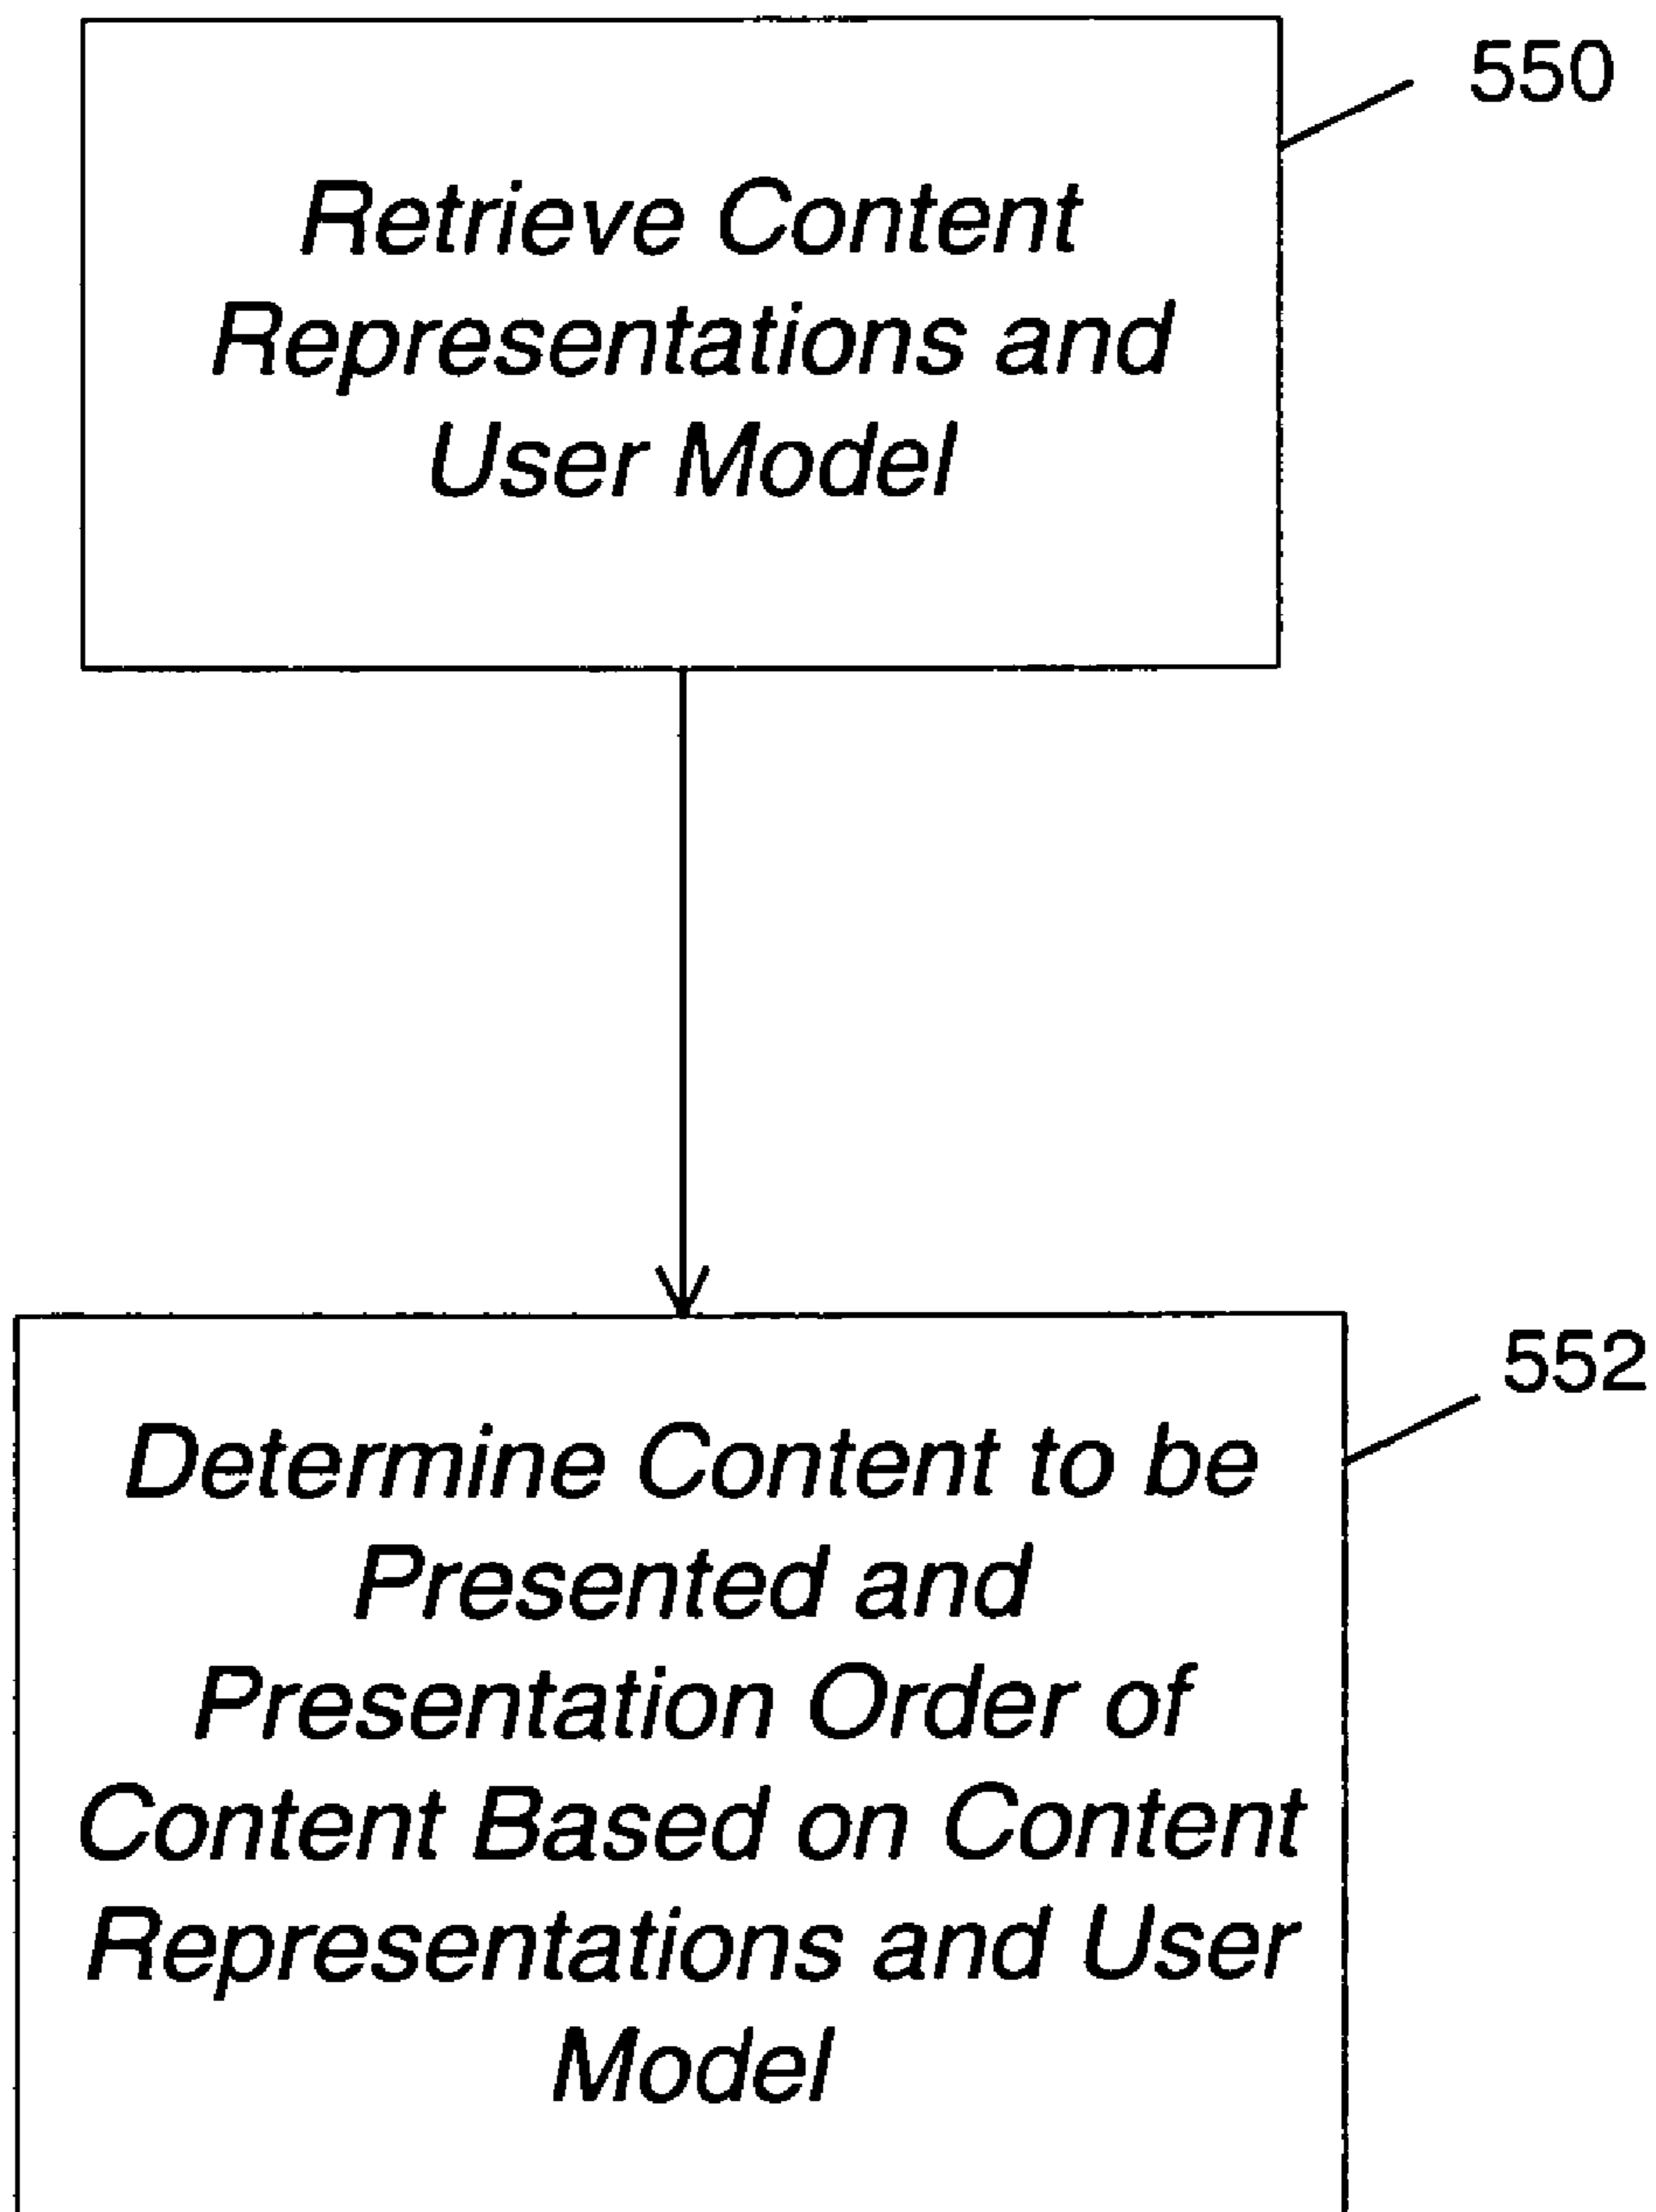 550
Retrieve Content
Representations and
User Model
552
Determine Content to be
Presented and
Presentation Order of
Content Based on Content
Representations and User
Model